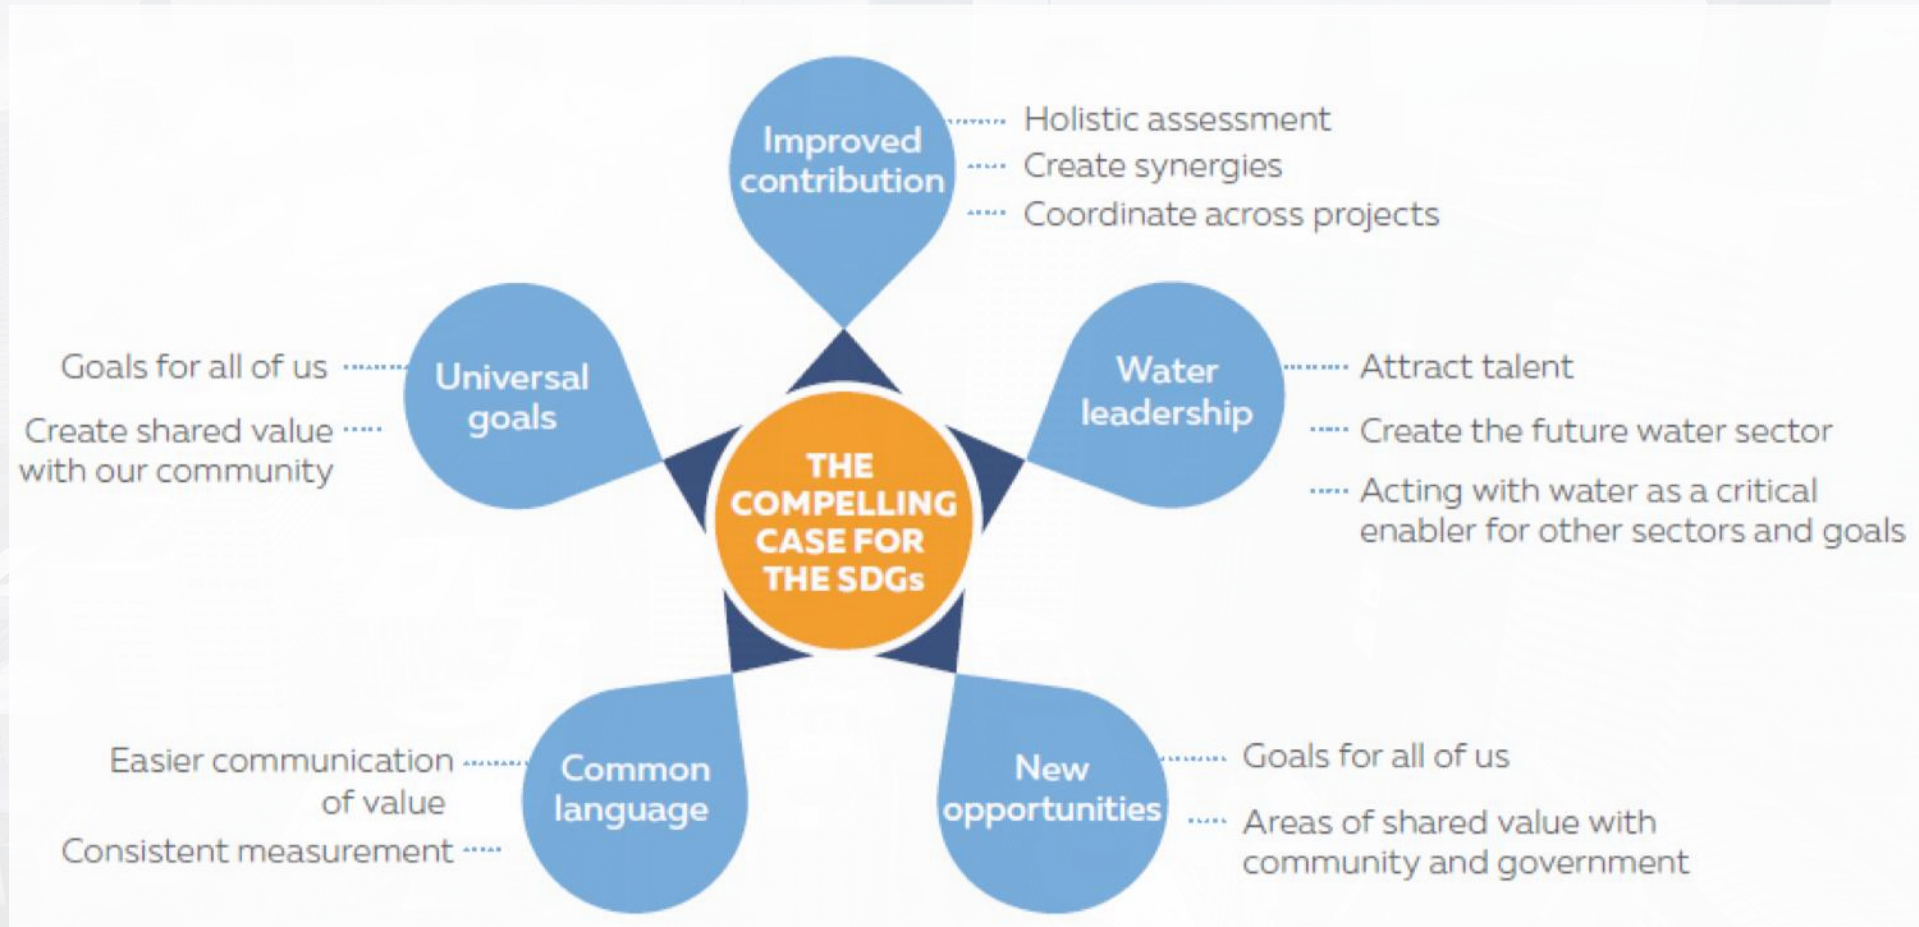 Improved
contribution
Holistic assessment
Create synergies
Coordinate across projects
Universal
goals
Goals for all of us
Create shared value
with our community
Water
leadership
Attract talent
Create the future water sector
Acting with water as a critical
enabler for other sectors and goals
THE
COMPELLING
CASE FOR
THE SDGs
Common
language
Easier communication
of value
Consistent measurement
New
opportunities
Goals for all of us
Areas of shared value with
community and government